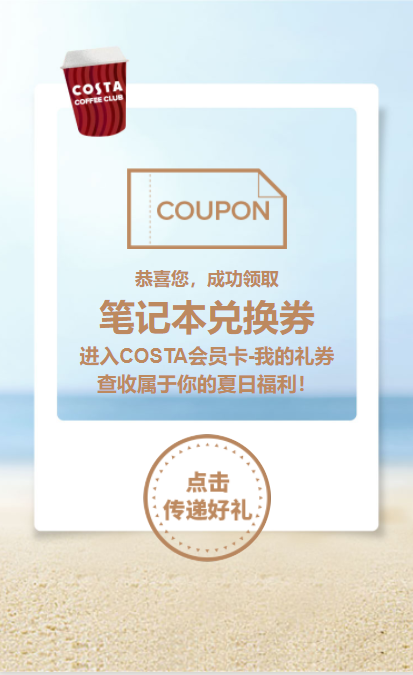 COSTA
COFFEE CLUB
COUPON
恭喜您，成功领取
笔记本兑换券
进入COSTA会员卡-我的礼券
查收属于你的夏日福利！
点击
传递好礼